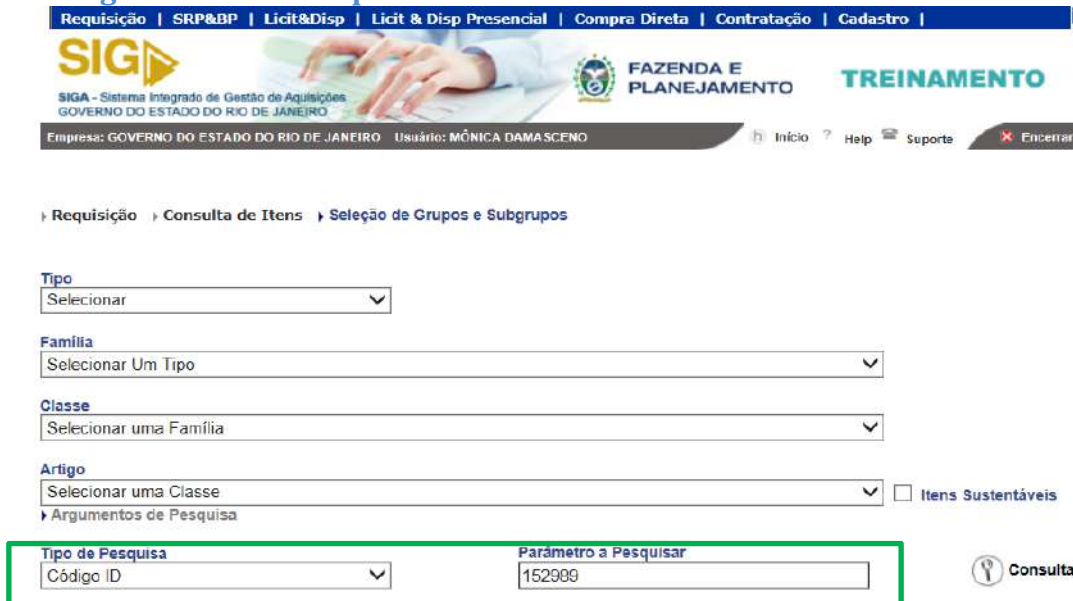 Requisição | SRP&BP | Licit&Disp | Licit & Disp Presencial | Compra Direta | Contratação | Cadastro |
SIGA
SIGA - Sistema Integrado de Gestão de Aquisições
GOVERNO DO ESTADO DO RIO DE JANEIRO
FAZENDA E
PLANEJAMENTO
TREINAMENTO
Empresa: GOVERNO DO ESTADO DO RIO DE JANEIRO Usuário: MÔNICA DAMASCENO
Início ? Help Suporte Encerrar
Requisição Consulta de Itens Seleção de Grupos e Subgrupos
Tipo
Selecionar
Família
Selecionar Um Tipo
Classe
Selecionar uma Família
Artigo
Selecionar uma Classe
Itens Sustentáveis
Argumentos de Pesquisa
Tipo de Pesquisa Parâmetro a Pesquisar
Código ID 152989 Consulta